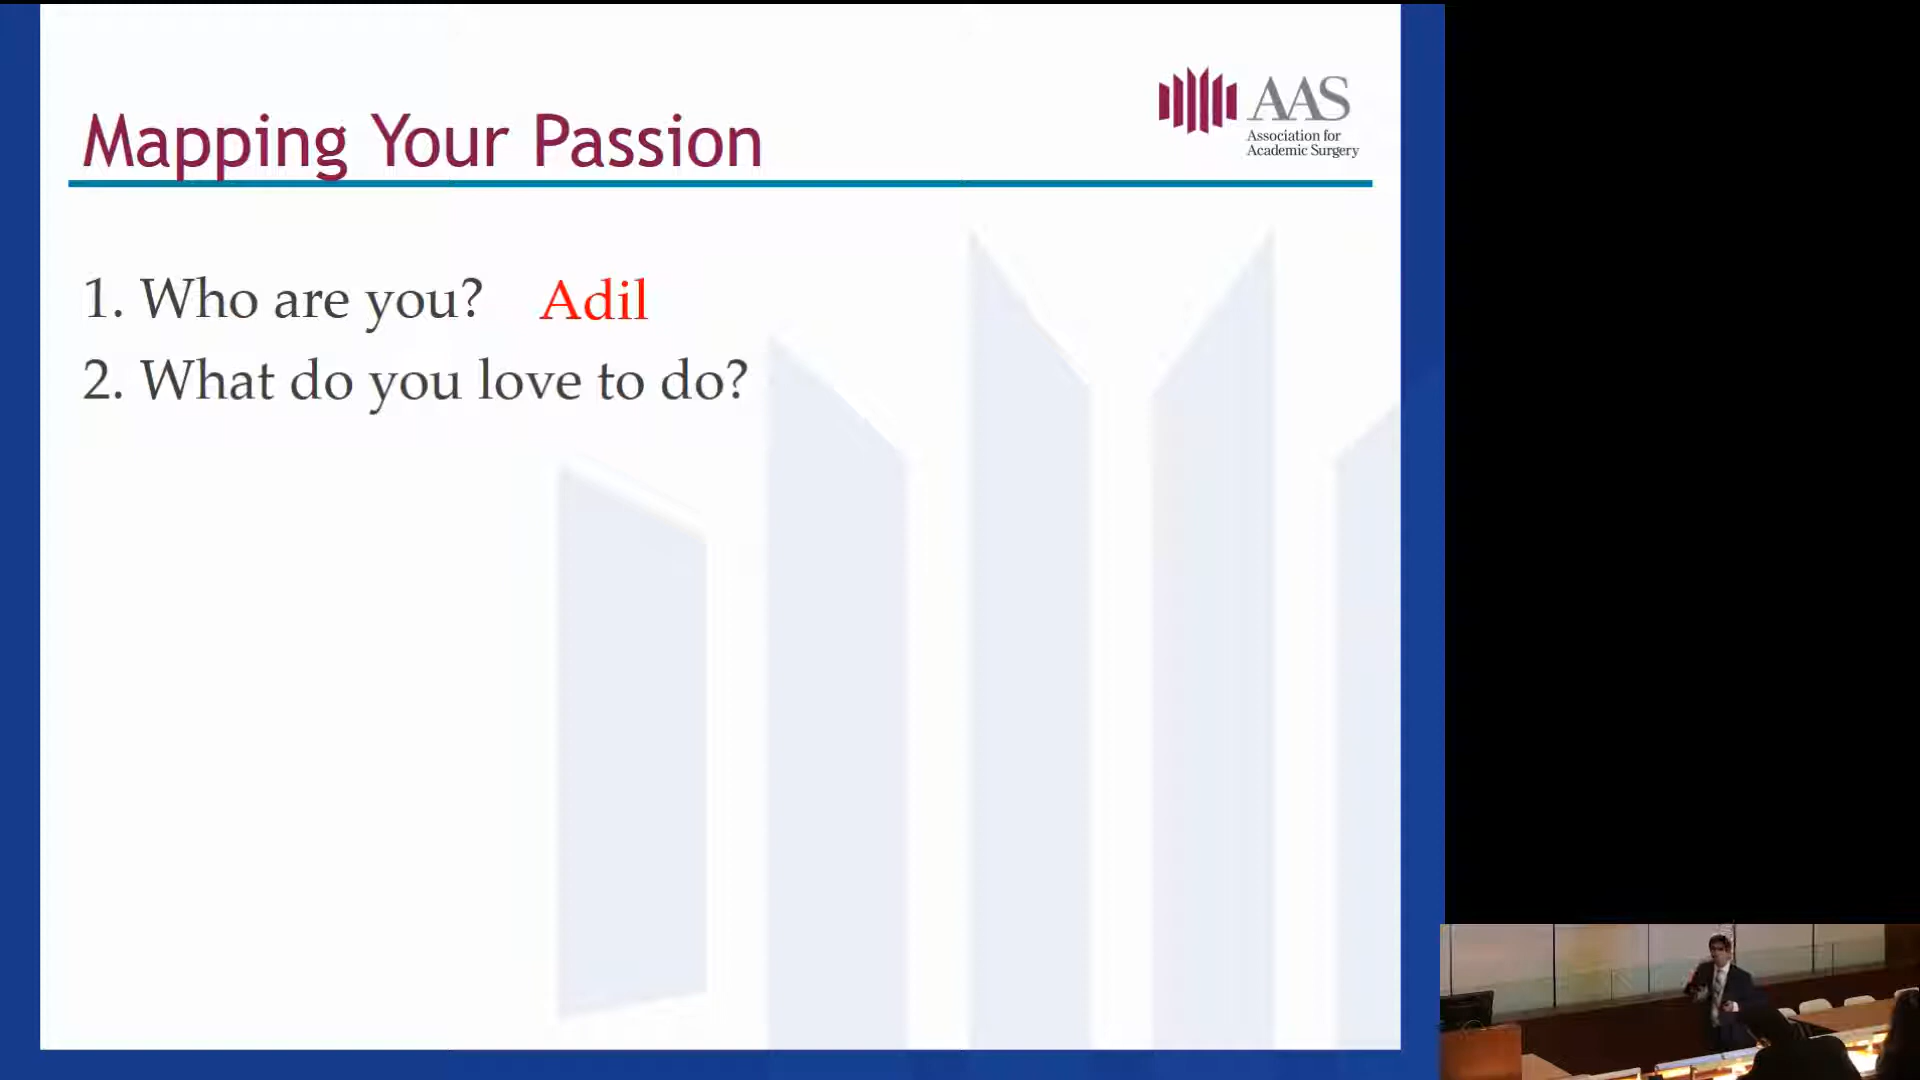 AAS
Association for
Academic Surgery
Mapping Your Passion
1. Who are you? Adil
2. What do you love to do?